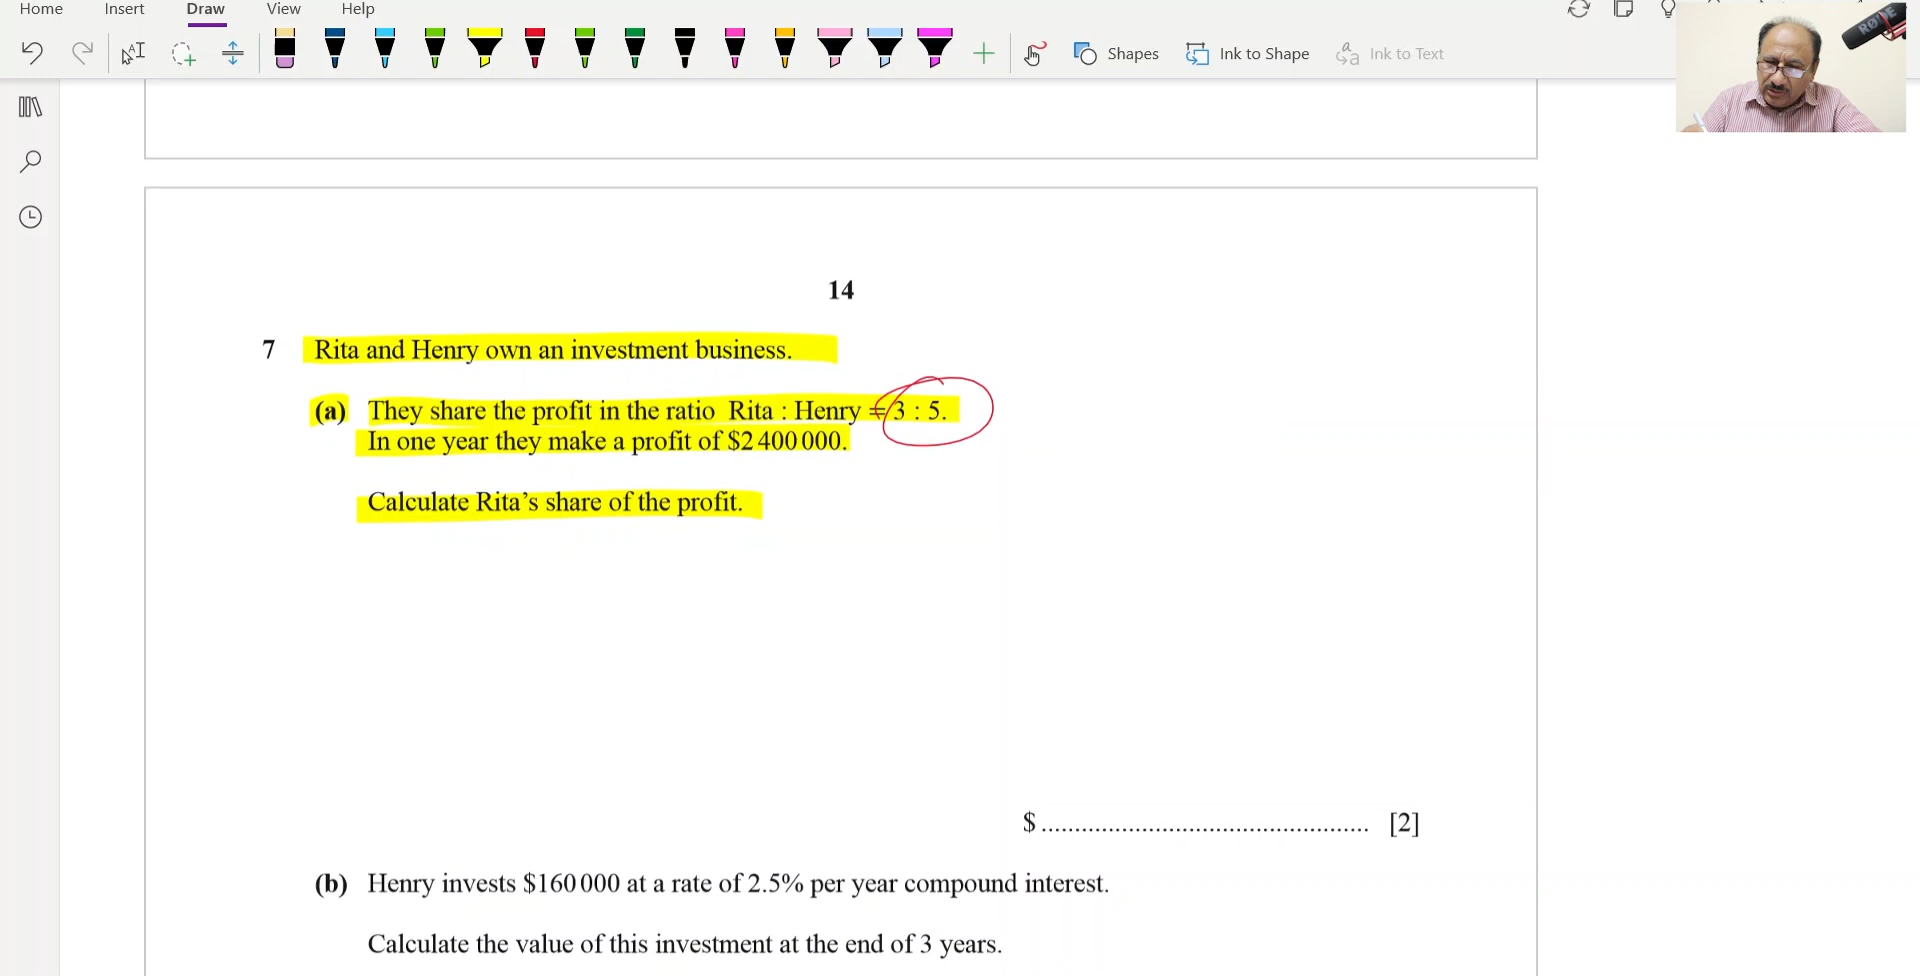 Home Insert Draw View Help
Shapes Ink to Shape Ink to Text
RØDE
14
7 Rita and Henry own an investment business.
(a) They share the profit in the ratio Rita : Henry = 3 : 5.
In one year they make a profit of $2 400 000.
Calculate Rita’s share of the profit.
$ ................................................. [2]
(b) Henry invests $160 000 at a rate of 2.5% per year compound interest.
Calculate the value of this investment at the end of 3 years.